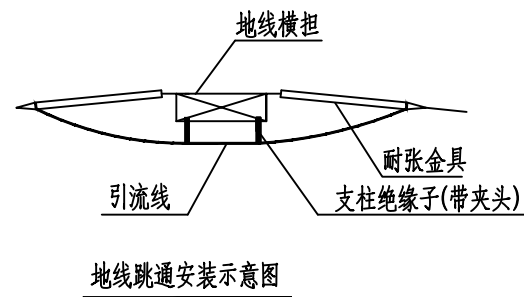 地线横担
耐张金具
引流线
支柱绝缘子(带夹头)
地线跳通安装示意图